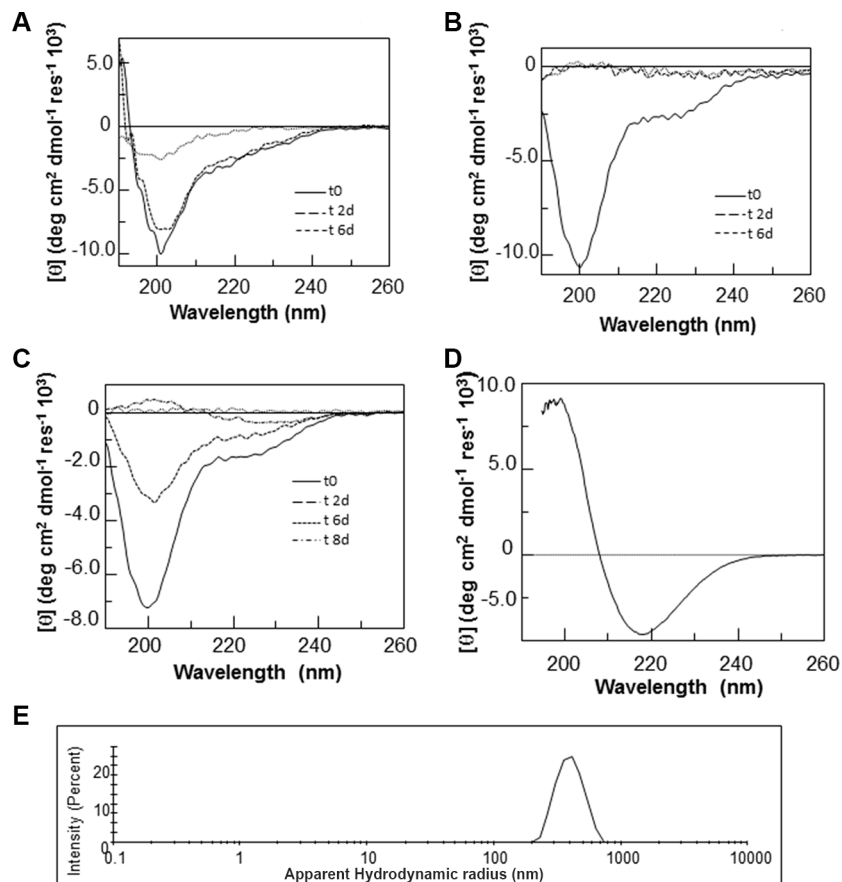 A
[θ] (deg cm² dmol⁻¹ res⁻¹ 10³)
5.0
0
-5.0
-10.0
t0
t 2d
t 6d
200 220 240 260
Wavelength (nm)
B
[θ] (deg cm² dmol⁻¹ res⁻¹ 10³)
0
-5.0
-10.0
t0
t 2d
t 6d
200 220 240 260
Wavelength (nm)
C
[θ] (deg cm² dmol⁻¹ res⁻¹ 10³)
0
-2.0
-4.0
-6.0
-8.0
t0
t 2d
t 6d
t 8d
200 220 240 260
Wavelength (nm)
D
[θ] (deg cm² dmol⁻¹ res⁻¹ 10³)
10.0
5.0
0
-5.0
200 220 240 260
Wavelength (nm)
E
Intensity (Percent)
20
10
0
0.1 1 10 100 1000 10000
Apparent Hydrodynamic radius (nm)